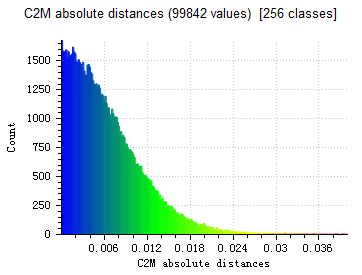 C2M absolute distances (99842 values) [256 classes]
1500
1250
1000
750
500
250
0
Count
0.006 0.012 0.018 0.024 0.03 0.036
C2M absolute distances